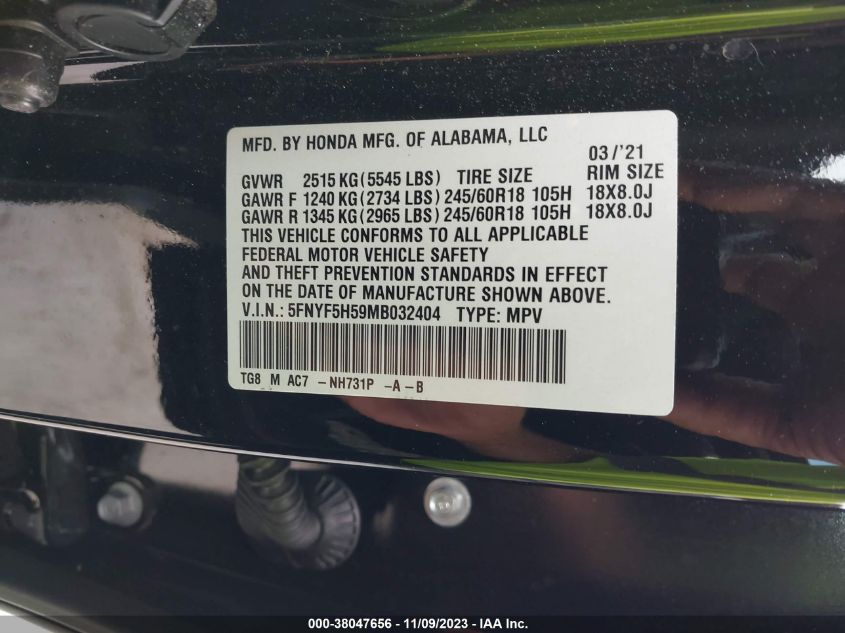 MFD. BY HONDA MFG. OF ALABAMA, LLC
03/'21
GVWR 2515 KG (5545 LBS) TIRE SIZE RIM SIZE
GAWR F 1240 KG (2734 LBS) 245/60R18 105H 18X8.0J
GAWR R 1345 KG (2965 LBS) 245/60R18 105H 18X8.0J
THIS VEHICLE CONFORMS TO ALL APPLICABLE
FEDERAL MOTOR VEHICLE SAFETY
AND THEFT PREVENTION STANDARDS IN EFFECT
ON THE DATE OF MANUFACTURE SHOWN ABOVE.
V.I.N.: 5FNYF5H59MB032404 TYPE: MPV
TG8 M AC7 -NH731P -A -B
000-38047656 - 11/09/2023 - IAA Inc.